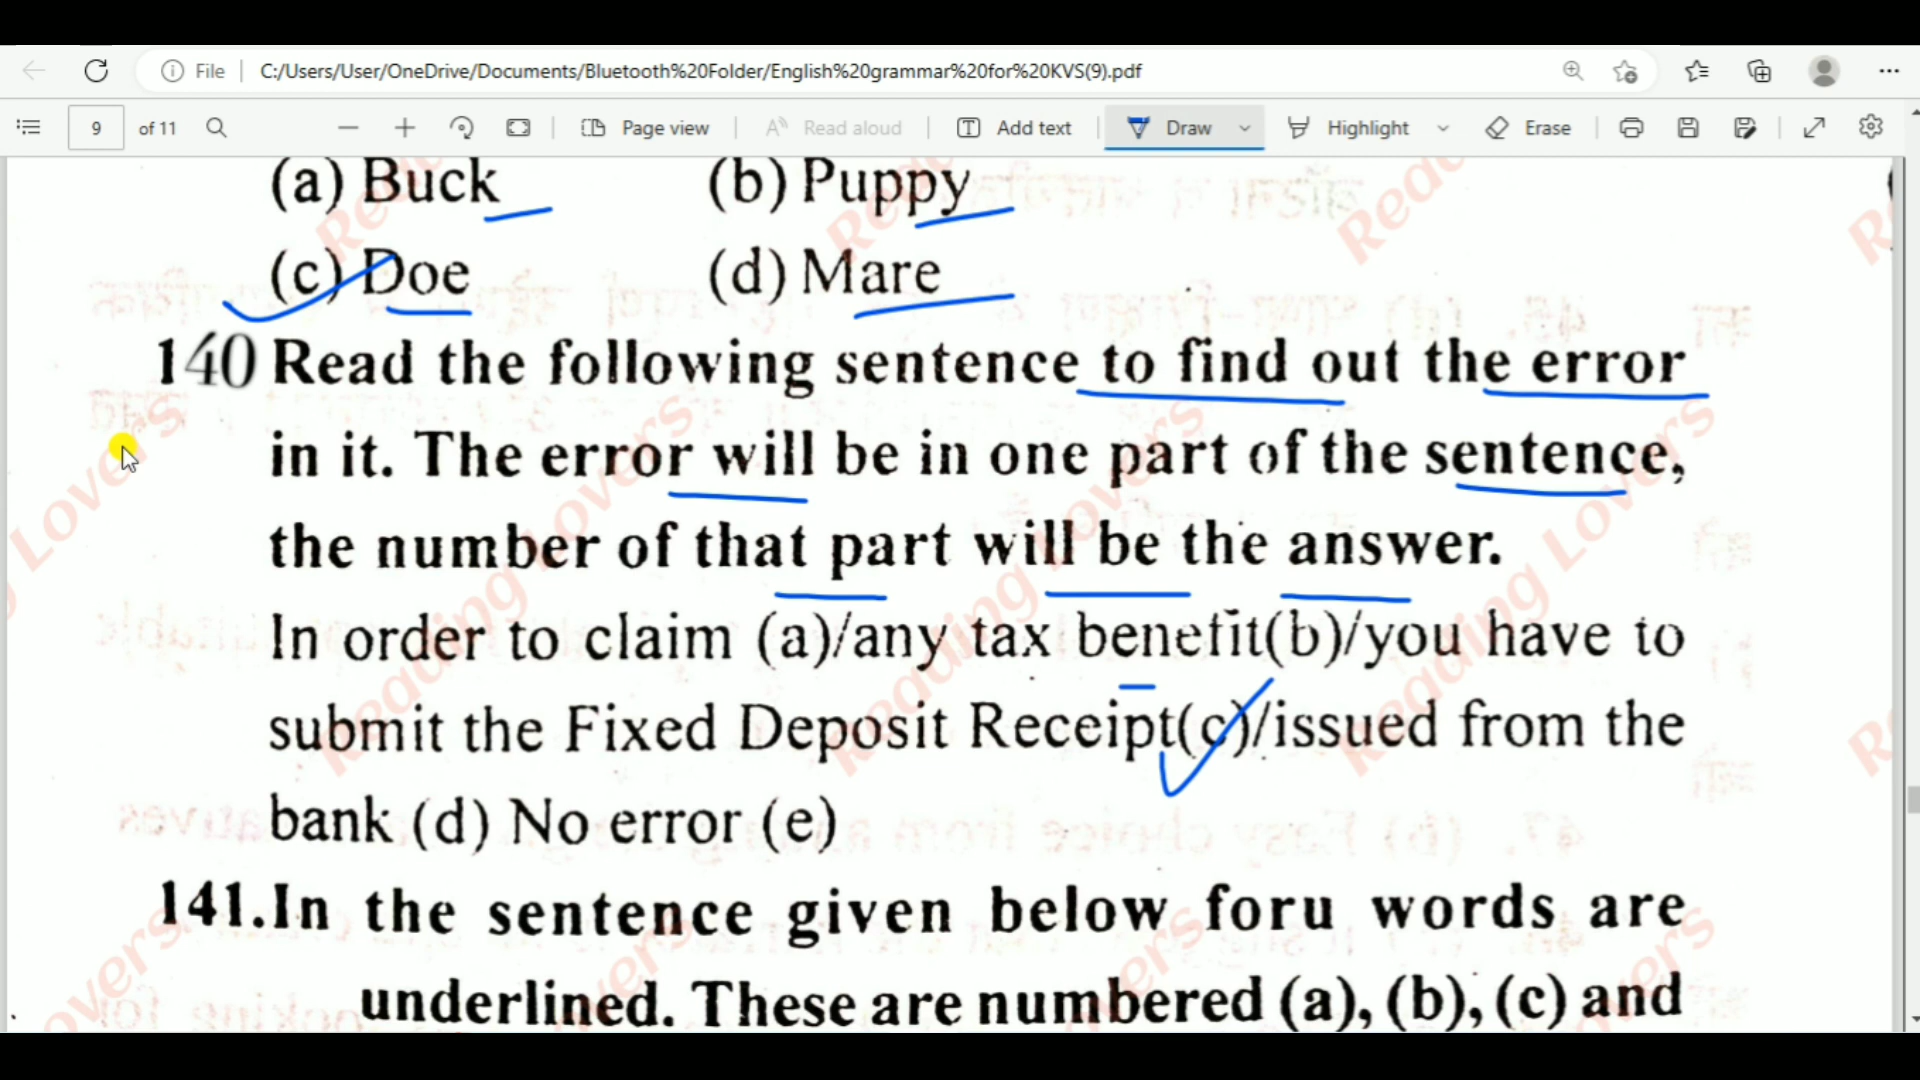 File
C:/Users/User/OneDrive/Documents/Bluetooth%20Folder/English%20grammar%20for%20KVS(9).pdf
9 of 11
Page view
Read aloud
Add text
Draw
Highlight
Erase
(a) Buck (b) Puppy
(c) Doe (d) Mare
140 Read the following sentence to find out the error
in it. The error will be in one part of the sentence,
the number of that part will be the answer.
In order to claim (a)/any tax benefit(b)/you have to
submit the Fixed Deposit Receipt(c)/issued from the
bank (d) No error (e)
141.In the sentence given below foru words are
underlined. These are numbered (a), (b), (c) and
Reading Lovers